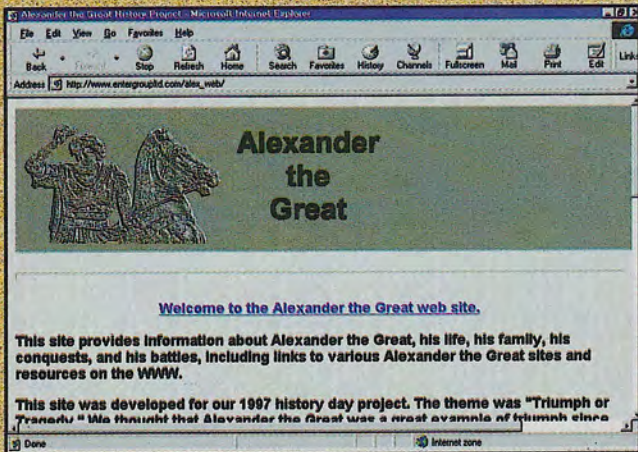 Alexander the Great History Project - Microsoft Internet Explorer
File Edit View Go Favorites Help
Back Forward Stop Refresh Home Search Favorites History Channels Fullscreen Mail Print Edit
Address http://www.entergroupltd.com/alex_web/ Links
Alexander
the
Great
Welcome to the Alexander the Great web site.
This site provides information about Alexander the Great, his life, his family, his
conquests, and his battles, including links to various Alexander the Great sites and
resources on the WWW.
This site was developed for our 1997 history day project. The theme was "Triumph or
Tragedy." We thought that Alexander the Great was a great example of triumph since
Done Internet zone